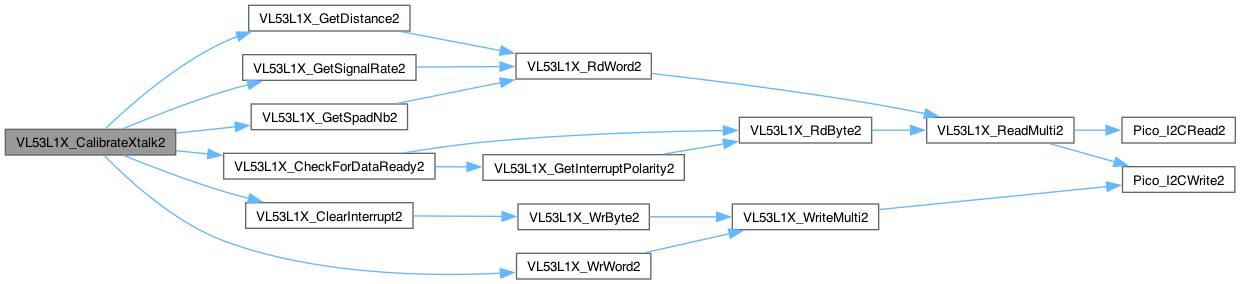 VL53L1X_CalibrateXtalk2
VL53L1X_GetDistance2
VL53L1X_GetSignalRate2
VL53L1X_GetSpadNb2
VL53L1X_CheckForDataReady2
VL53L1X_ClearInterrupt2
VL53L1X_RdWord2
VL53L1X_GetInterruptPolarity2
VL53L1X_WrByte2
VL53L1X_WrWord2
VL53L1X_RdByte2
VL53L1X_WriteMulti2
VL53L1X_ReadMulti2
Pico_I2CRead2
Pico_I2CWrite2